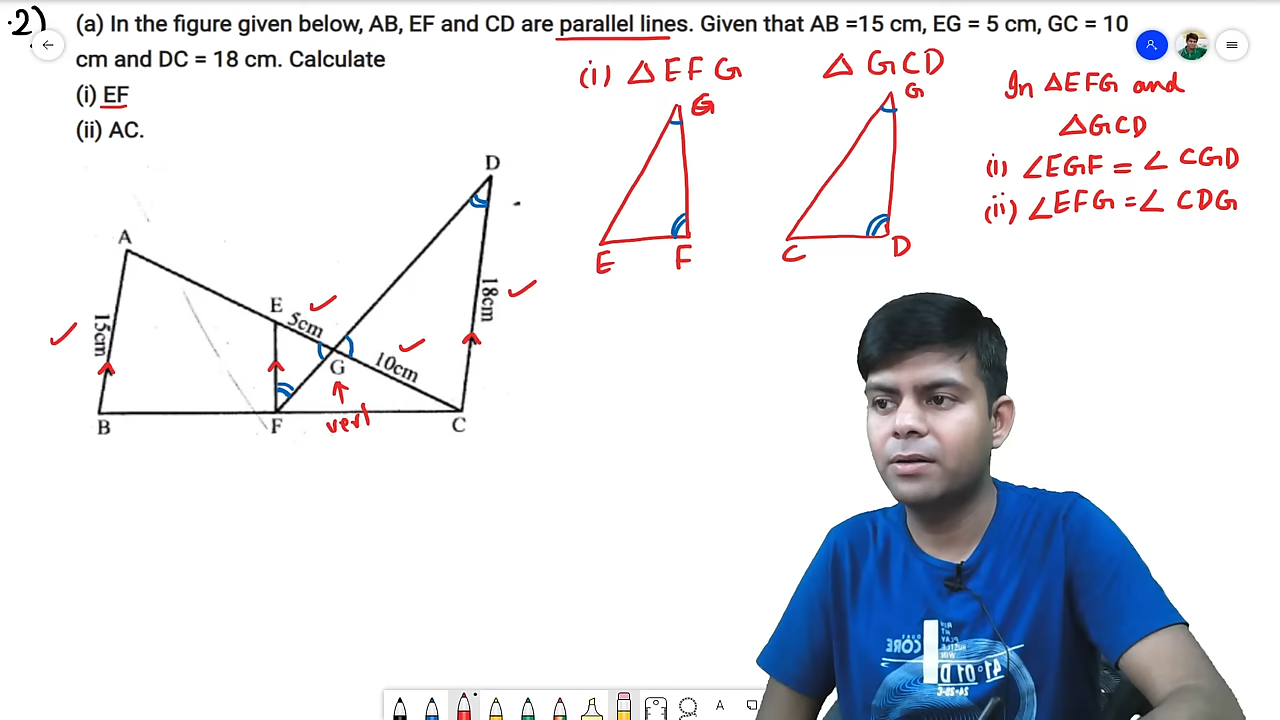 2)
(a) In the figure given below, AB, EF and CD are parallel lines. Given that AB =15 cm, EG = 5 cm, GC = 10
cm and DC = 18 cm. Calculate
(i) EF
(ii) AC.
(i) △ EFG
△ GCD
In △EFG and
△GCD
(i) ∠EGF = ∠ CGD
(ii) ∠EFG = ∠ CDG
G
E
F
G
C
D
D
A
E
5cm
18cm
15cm
G
10cm
vert
B
F
C
A
CORE